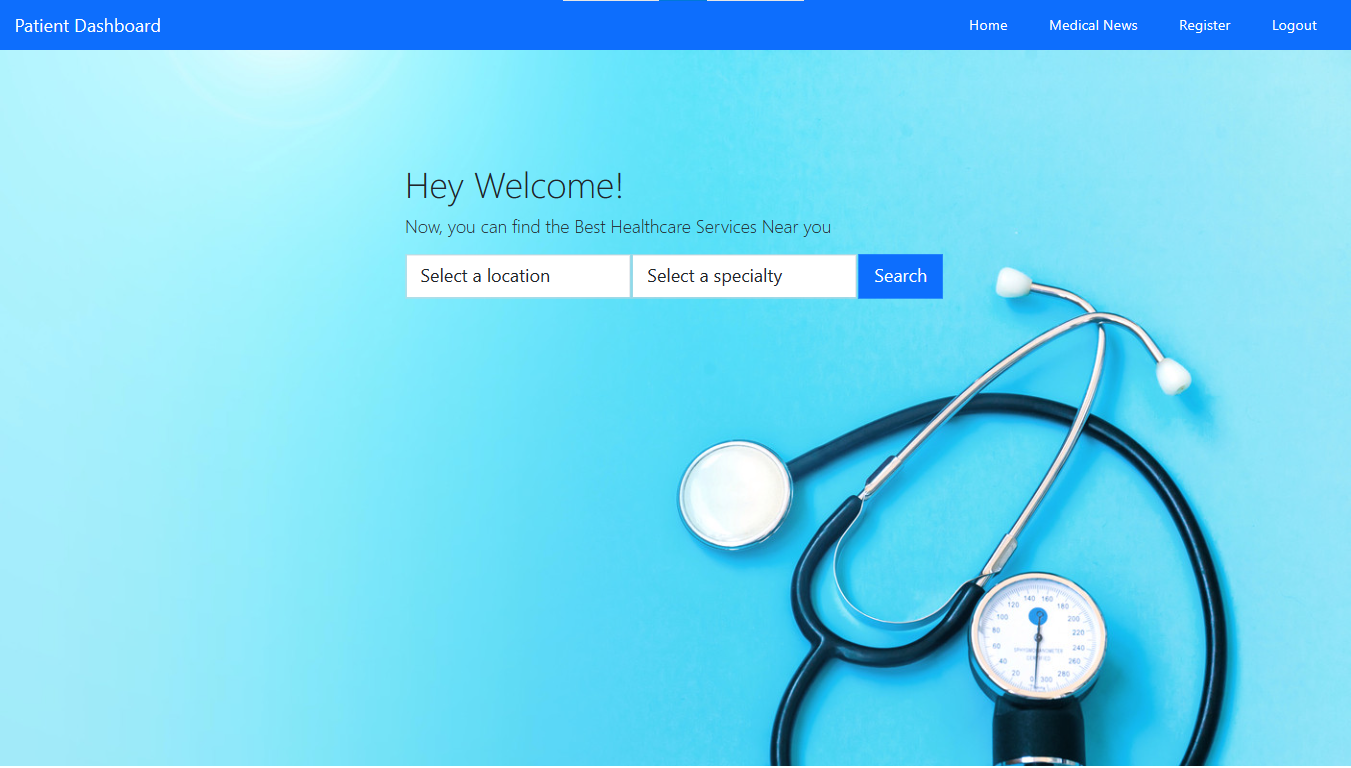 Patient Dashboard
Home
Medical News
Register
Logout
Hey Welcome!
Now, you can find the Best Healthcare Services Near you
Select a location
Select a specialty
Search
140 160
120 180
100 200
80 220
60 240
40 260
20 0 300 280